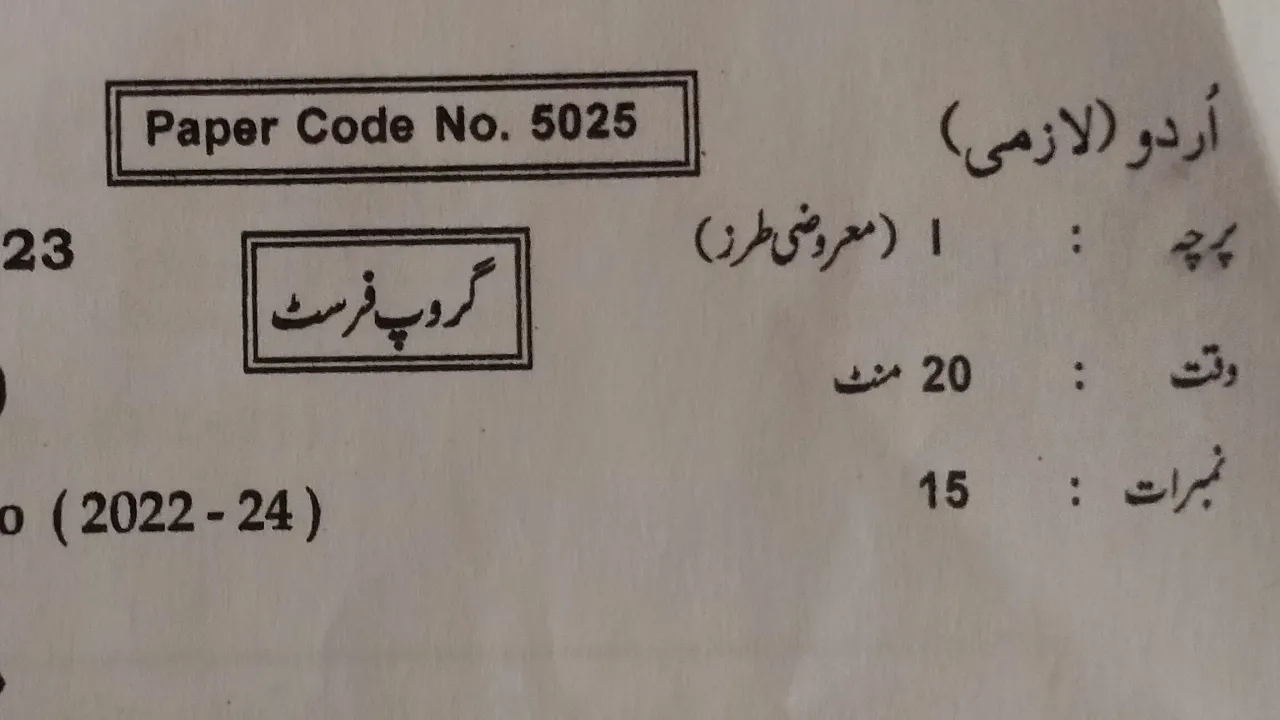 Paper Code No. 5025
اُردو (لازمی)
پرچہ : I (معروضی طرز)
23
گروپ فرسٹ
وقت : 20 منٹ
نمبرات : 15
o (2022 - 24)